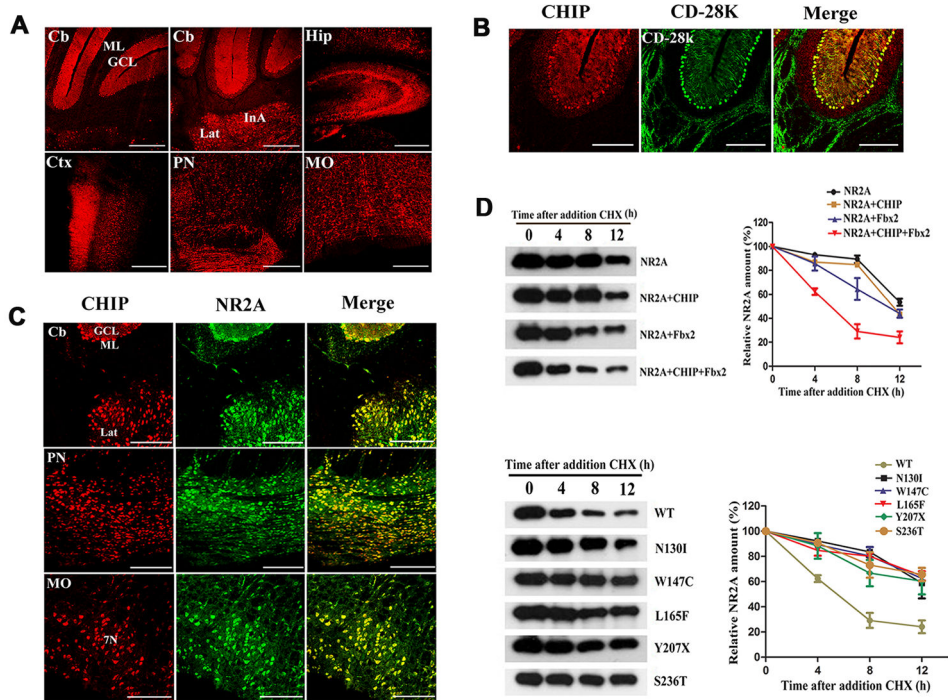 A
Cb
ML
GCL
Cb
Lat
InA
Hip
Ctx
PN
MO
B
CHIP CD-28K Merge
CD-28k
C
CHIP NR2A Merge
Cb
GCL
ML
Lat
PN
MO
7N
D
Time after addition CHX (h)
0 4 8 12
NR2A
NR2A+CHIP
NR2A+Fbx2
NR2A+CHIP+Fbx2
NR2A
NR2A+CHIP
NR2A+Fbx2
NR2A+CHIP+Fbx2
Relative NR2A amount (%)
120
100
80
60
40
20
0
0 4 8 12
Time after addition CHX (h)
Time after addition CHX (h)
0 4 8 12
WT
N130I
W147C
L165F
Y207X
S236T
WT
N130I
W147C
L165F
Y207X
S236T
Relative NR2A amount (%)
120
100
80
60
40
20
0
0 4 8 12
Time after addition CHX (h)